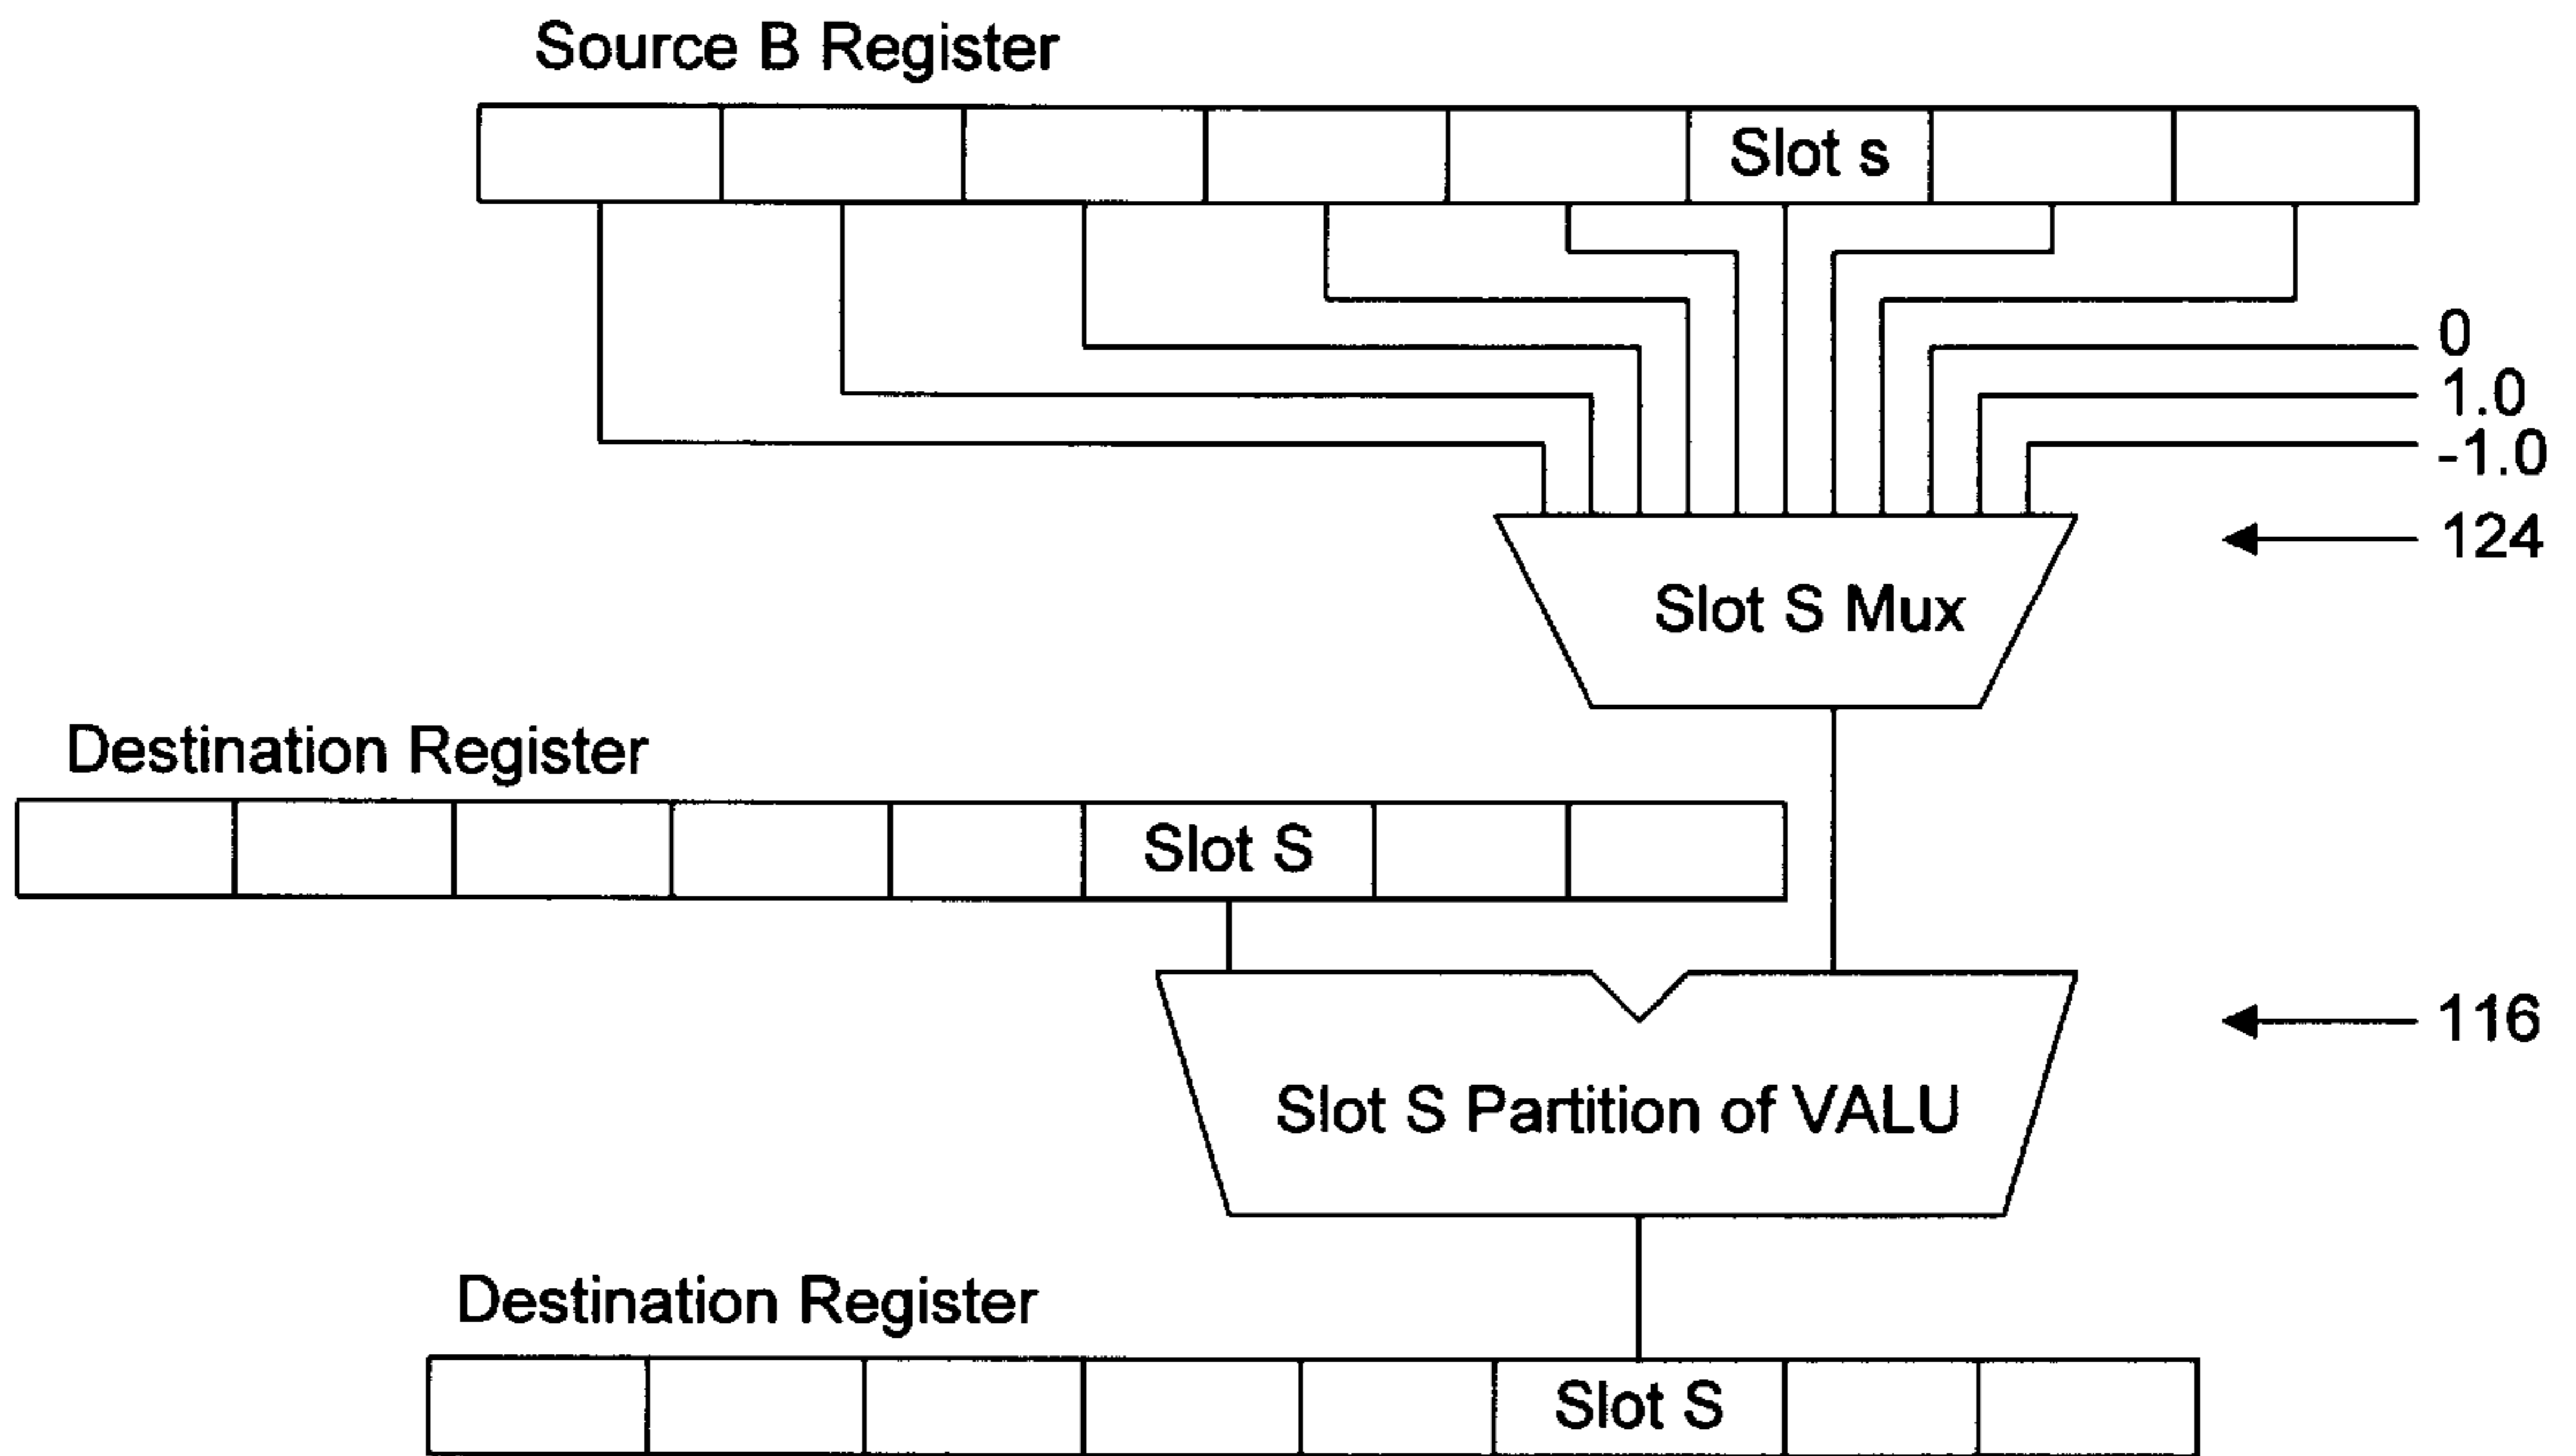 Source B Register
Slot s
0
1.0
-1.0
124
Slot S Mux
Destination Register
Slot S
116
Slot S Partition of VALU
Destination Register
Slot S